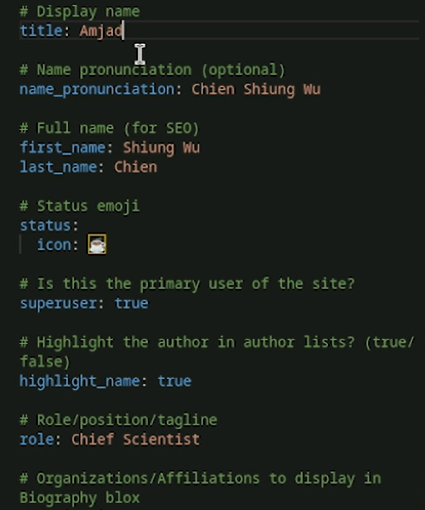 # Display name
title: Amjad
# Name pronunciation (optional)
name_pronunciation: Chien Shiung Wu
# Full name (for SEO)
first_name: Shiung Wu
last_name: Chien
# Status emoji
status:
icon: ☕️
# Is this the primary user of the site?
superuser: true
# Highlight the author in author lists? (true/
false)
highlight_name: true
# Role/position/tagline
role: Chief Scientist
# Organizations/Affiliations to display in
Biography blox